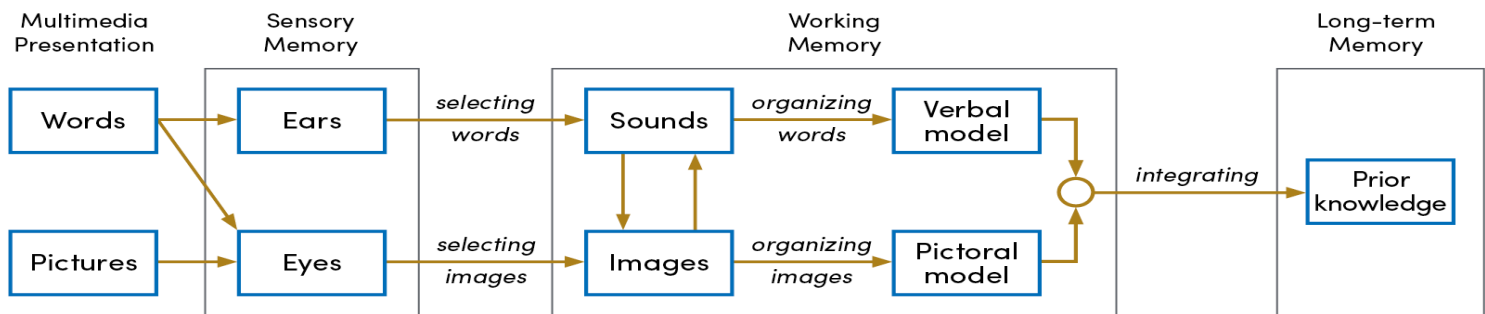 Multimedia
Presentation
Sensory
Memory
Working
Memory
Long-term
Memory
Words
Ears
selecting
words
Sounds
organizing
words
Verbal
model
integrating
Prior
knowledge
Pictures
Eyes
selecting
images
Images
organizing
images
Pictoral
model